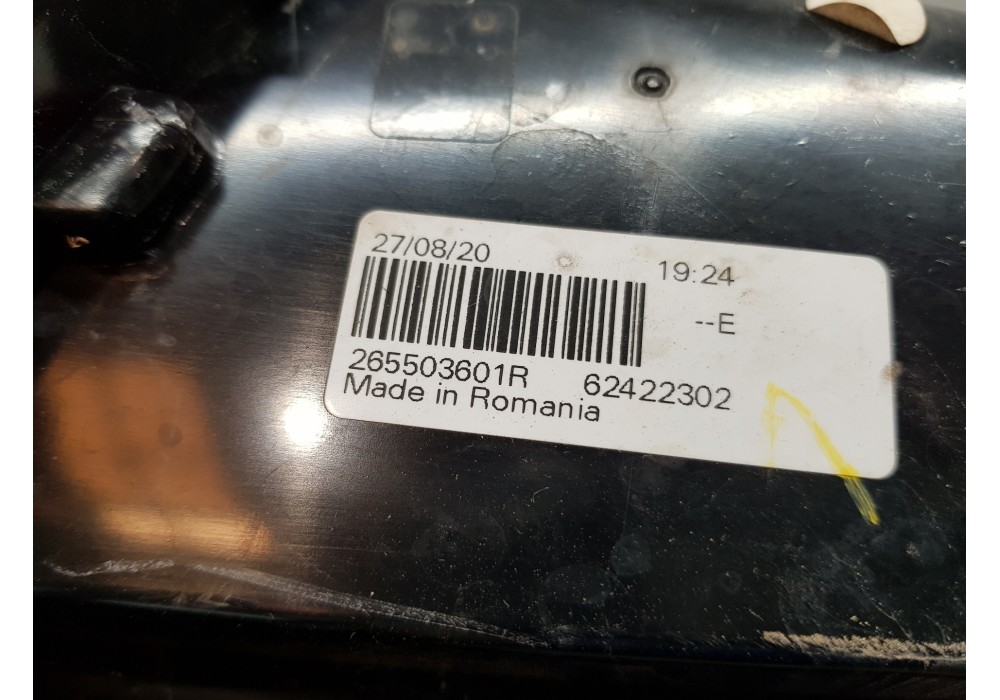 27/08/20 19:24
--E
265503601R 62422302
Made in Romania